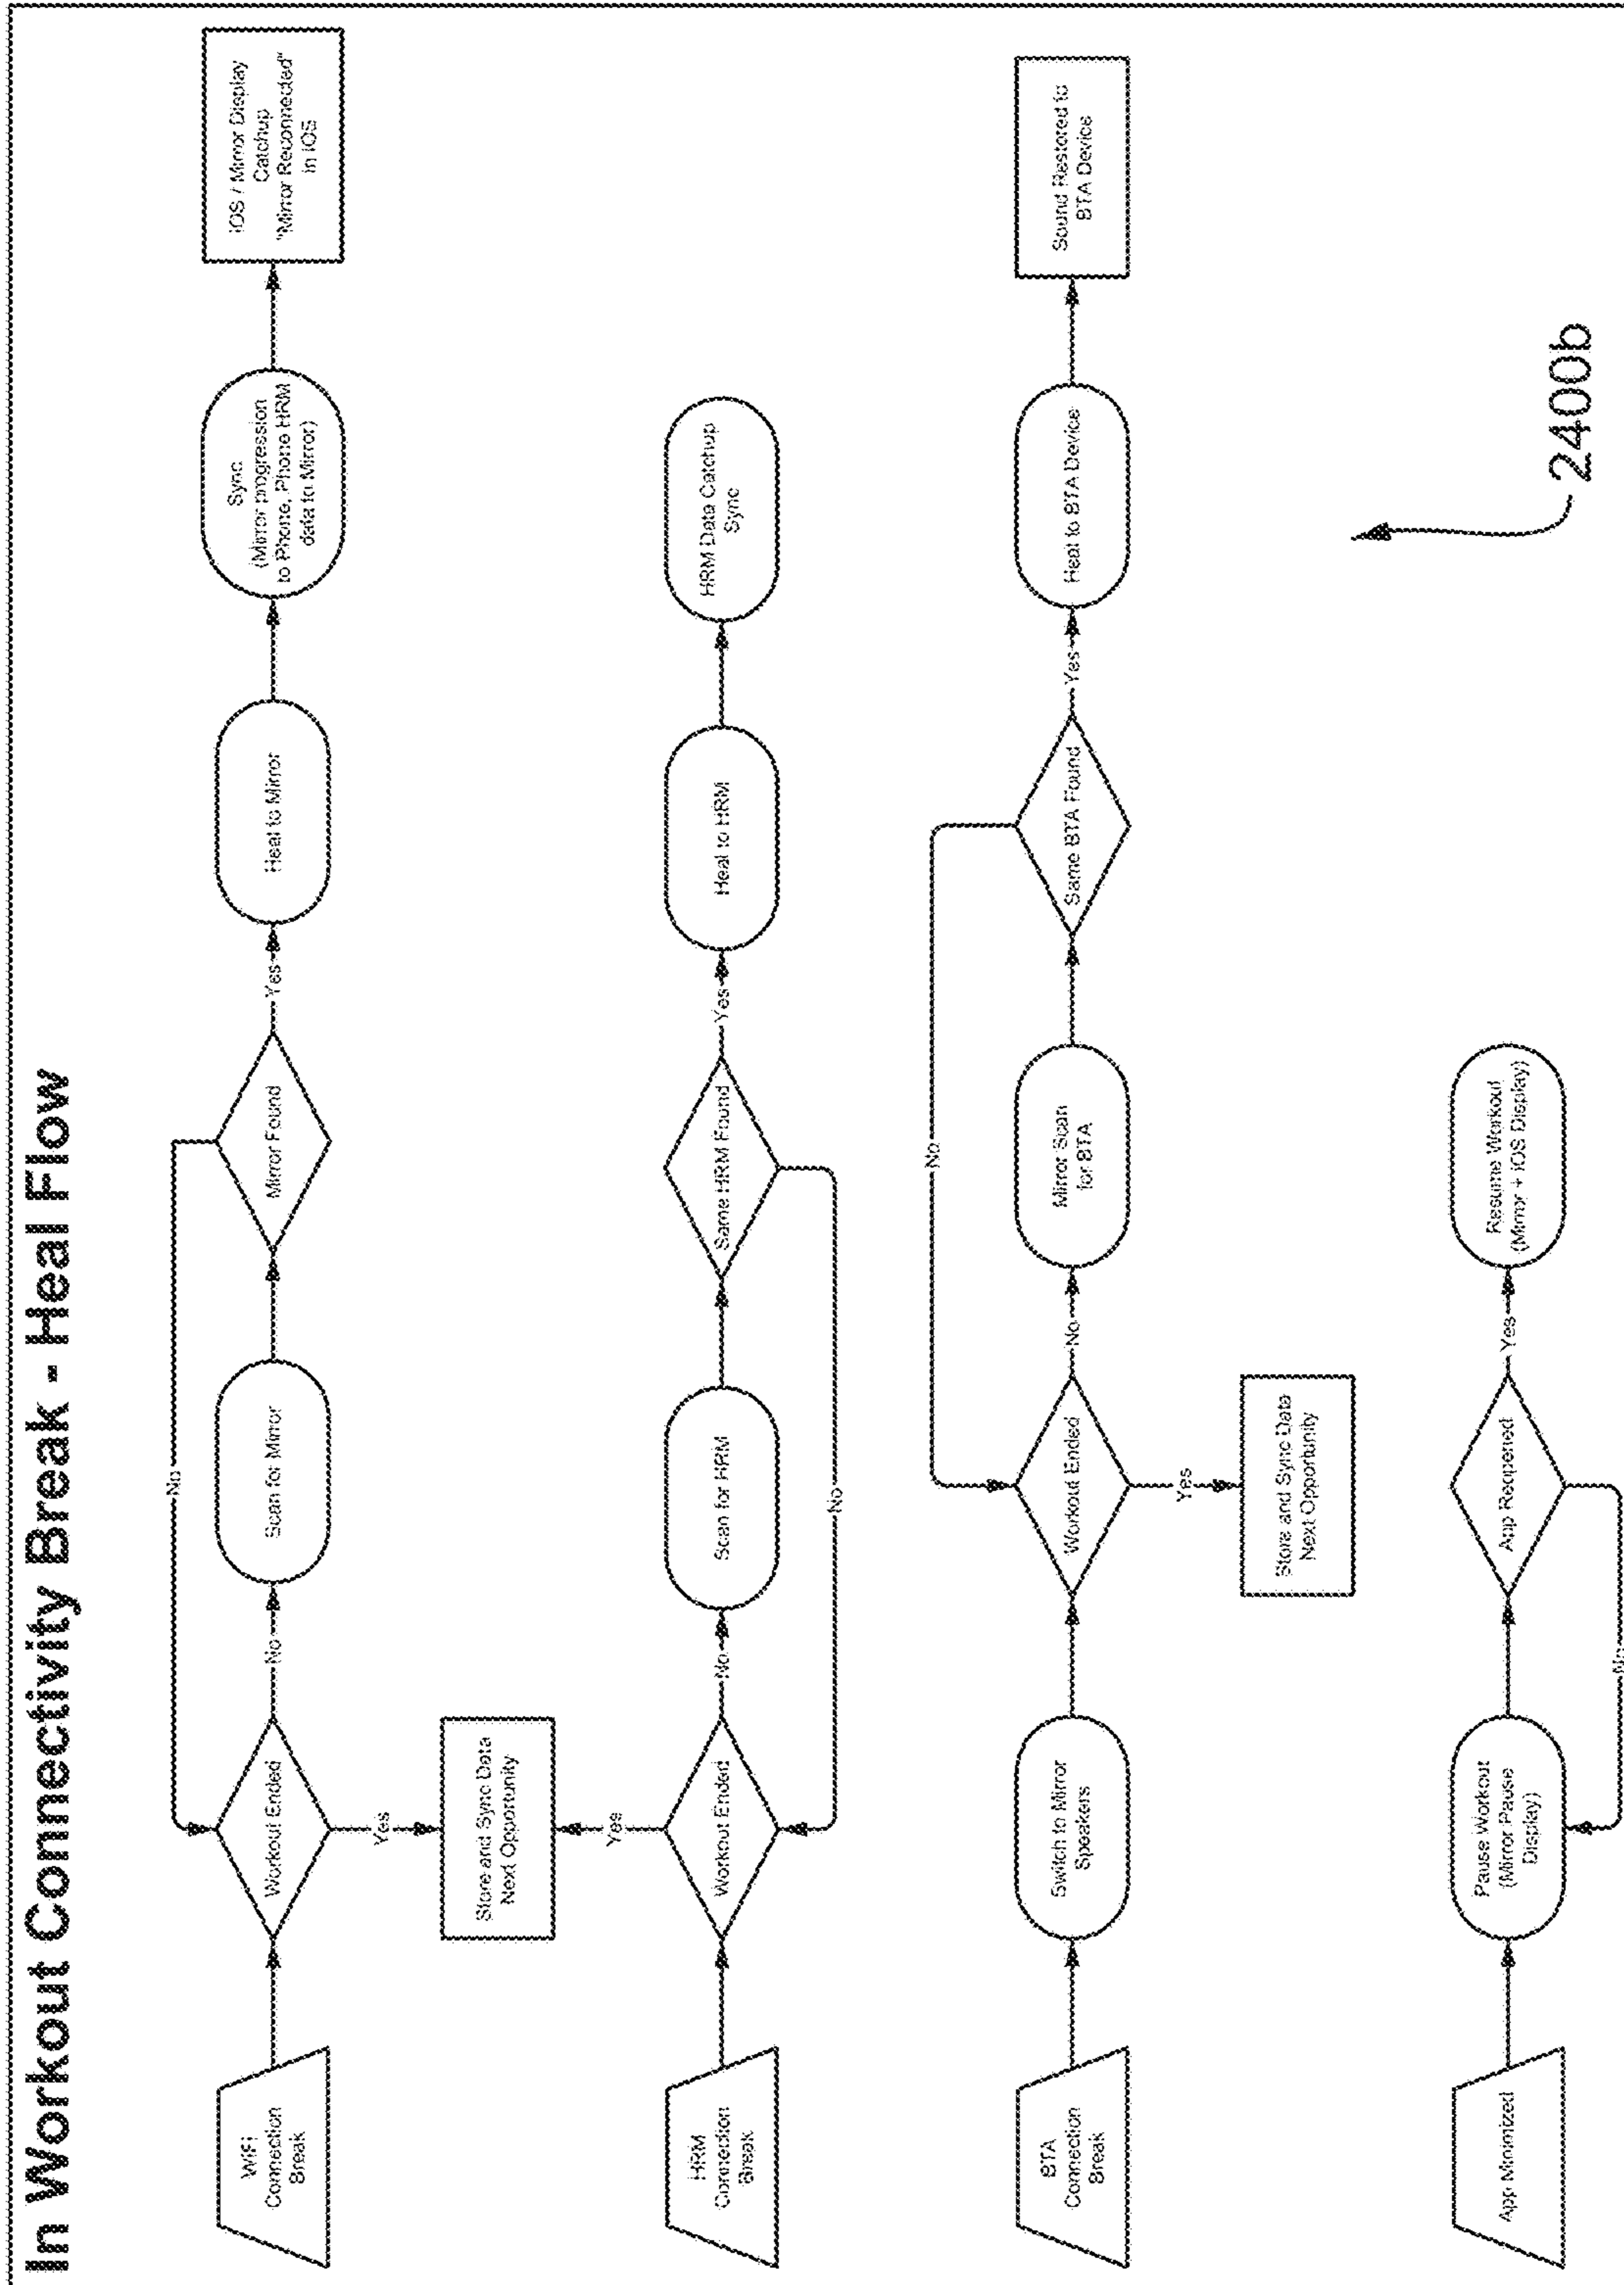 In Workout Connectivity Break - Heal Flow
WiFi
Connection
Break
Workout Ended
No
Scan for Mirror
Mirror Found
No
Yes
Heal to Mirror
Sync
(Mirror progression
to Phone, Phone HRM
data to Mirror)
iOS / Mirror Display
Catchup
"Mirror Reconnected"
in iOS
Yes
Store and Sync Data
Next Opportunity
Yes
HRM
Connection
Break
Workout Ended
No
Scan for HRM
Same HRM Found
No
Yes
Heal to HRM
HRM Data Catchup
Sync
BTA
Connection
Break
Switch to Mirror
Speakers
Workout Ended
No
Mirror Scan
for BTA
Same BTA Found
No
Yes
Heal to BTA Device
Sound Restored to
BTA Device
Yes
Store and Sync Data
Next Opportunity
App Minimized
Pause Workout
(Mirror Pause
Display)
App Reopened
No
Yes
Resume Workout
(Mirror + iOS Display)
2400b